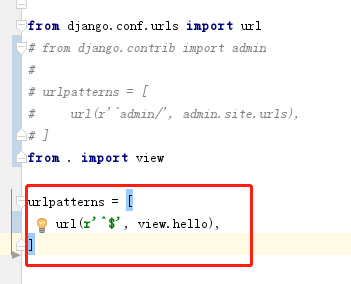 from django.conf.urls import url
# from django.contrib import admin
#
# urlpatterns = [
#     url(r'^admin/', admin.site.urls),
# ]
from . import view
urlpatterns = [
    url(r'^$', view.hello),
]